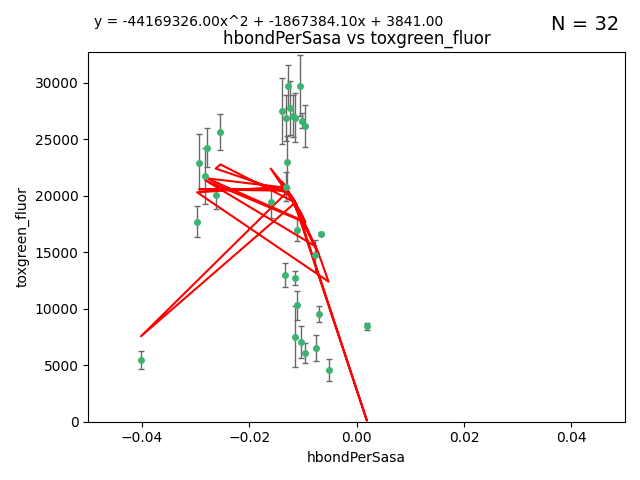 y = -44169326.00x^2 + -1867384.10x + 3841.00
N = 32
hbondPerSasa vs toxgreen_fluor
30000
25000
20000
15000
10000
5000
0
toxgreen_fluor
−0.04
−0.02
0.00
0.02
0.04
hbondPerSasa